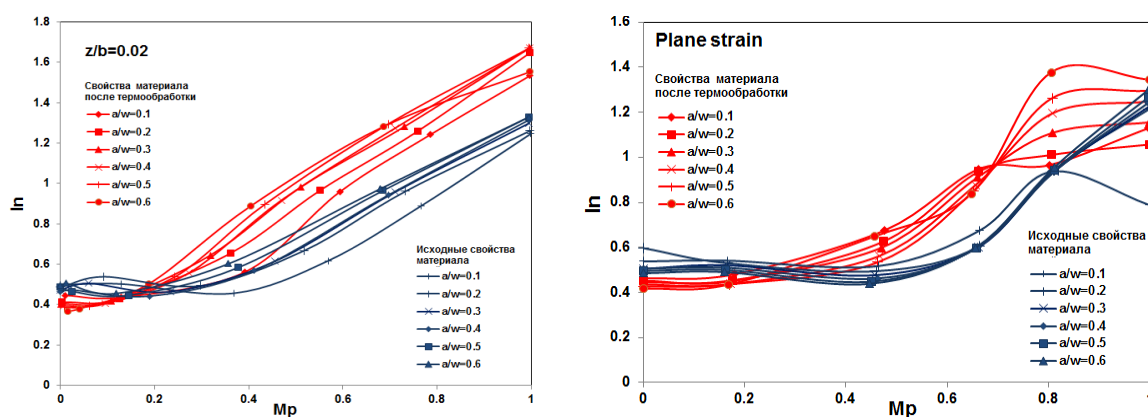 1.8
1.6
1.4
1.2
1
0.8
0.6
0.4
0.2
0
In
z/b=0.02
Свойства материала
после термообработки
a/w=0.1
a/w=0.2
a/w=0.3
a/w=0.4
a/w=0.5
a/w=0.6
Исходные свойства
материала
a/w=0.1
a/w=0.2
a/w=0.3
a/w=0.4
a/w=0.5
a/w=0.6
0 0.2 0.4 0.6 0.8 1
Mp
1.6
1.4
1.2
1
0.8
0.6
0.4
0.2
0
In
Plane strain
Свойства материала
после термообработки
a/w=0.1
a/w=0.2
a/w=0.3
a/w=0.4
a/w=0.5
a/w=0.6
Исходные свойства
материала
a/w=0.1
a/w=0.2
a/w=0.3
a/w=0.4
a/w=0.5
a/w=0.6
0 0.2 0.4 0.6 0.8
Mp